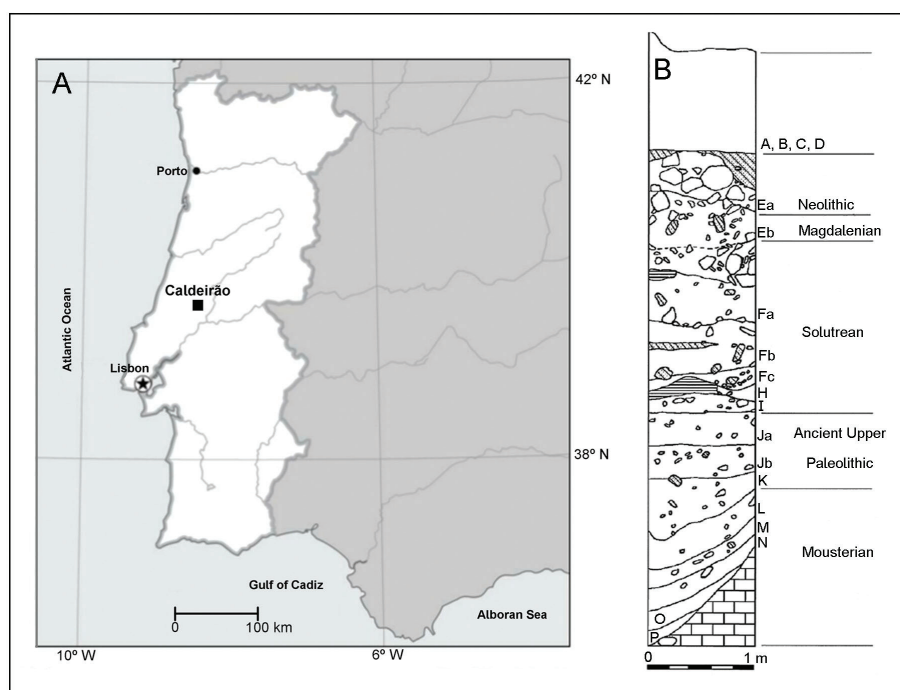 A
42º N
Porto
Caldeirão
Atlantic Ocean
Lisbon
38º N
Gulf of Cadiz
Alboran Sea
0 100 km
10º W 6º W
B
A, B, C, D
Ea Neolithic
Eb Magdalenian
Fa
Solutrean
Fb
Fc
H
I
Ja Ancient Upper
Jb Paleolithic
K
L
M
N
Mousterian
O
P
0 1 m